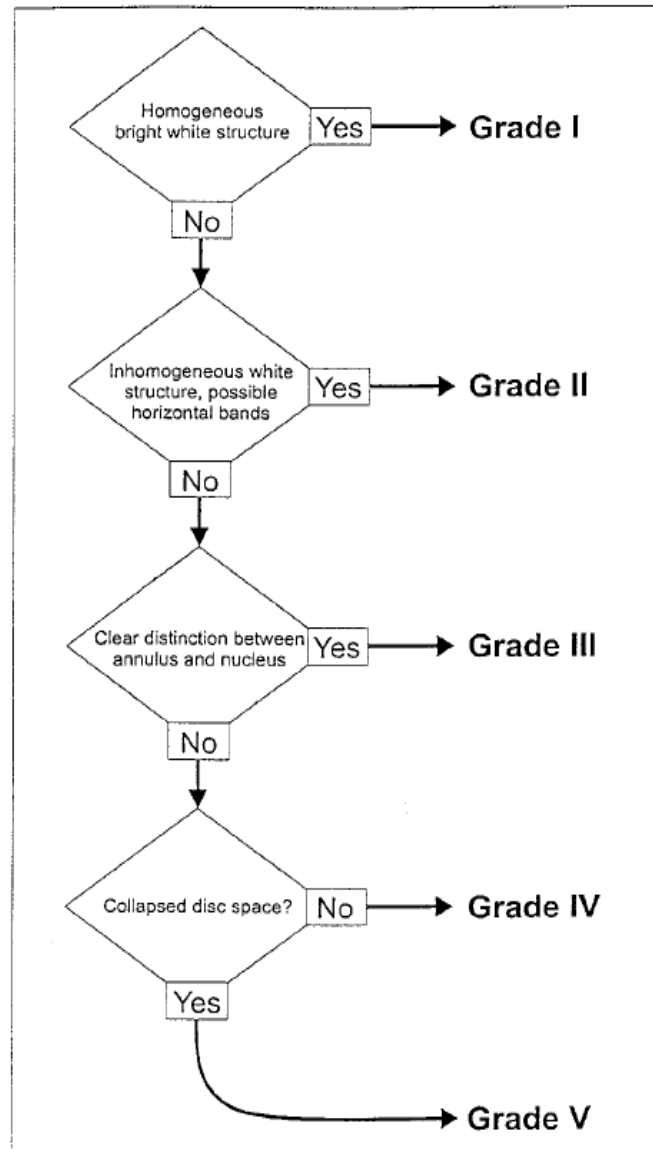 Homogeneous
bright white structure
Yes
Grade I
No
Inhomogeneous white
structure, possible
horizontal bands
Yes
Grade II
No
Clear distinction between
annulus and nucleus
Yes
Grade III
No
Collapsed disc space?
No
Grade IV
Yes
Grade V